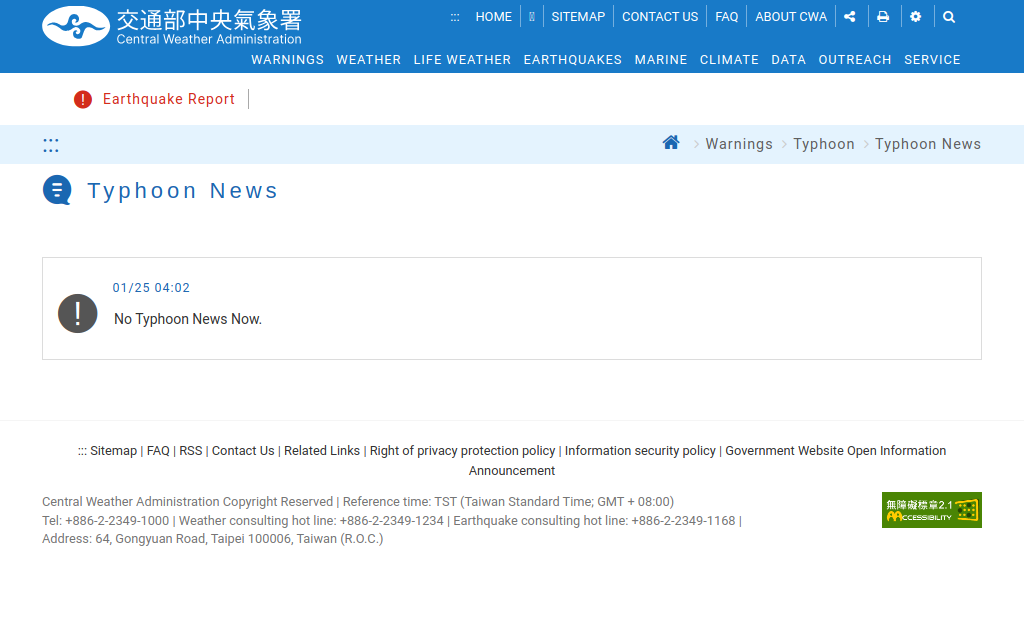 交通部中央氣象署
Central Weather Administration
::: HOME SITEMAP CONTACT US FAQ ABOUT CWA
WARNINGS WEATHER LIFE WEATHER EARTHQUAKES MARINE CLIMATE DATA OUTREACH SERVICE
Earthquake Report
::: Warnings Typhoon Typhoon News
Typhoon News
01/25 04:02
No Typhoon News Now.
::: Sitemap | FAQ | RSS | Contact Us | Related Links | Right of privacy protection policy | Information security policy | Government Website Open Information
Announcement
Central Weather Administration Copyright Reserved | Reference time: TST (Taiwan Standard Time; GMT + 08:00)
Tel: +886-2-2349-1000 | Weather consulting hot line: +886-2-2349-1234 | Earthquake consulting hot line: +886-2-2349-1168 |
Address: 64, Gongyuan Road, Taipei 100006, Taiwan (R.O.C.)
無障礙標章2.1
AACCESSIBILITY